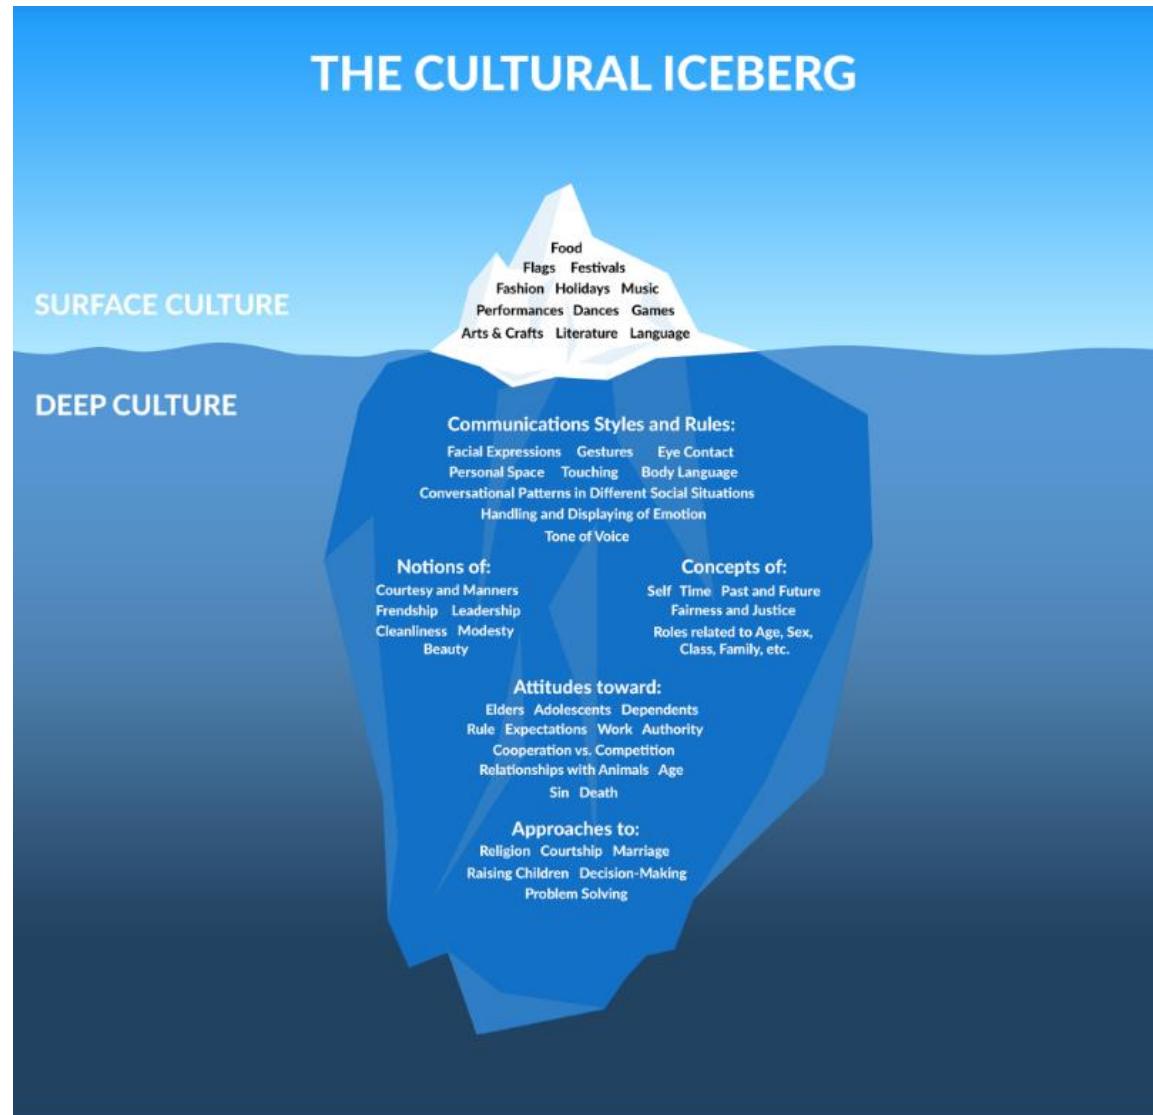 THE CULTURAL ICEBERG
Food
Flags Festivals
Fashion Holidays Music
SURFACE CULTURE
Performances Dances Games
Arts & Crafts Literature Language
DEEP CULTURE
Communications Styles and Rules:
Facial Expressions Gestures Eye Contact
Personal Space Touching Body Language
Conversational Patterns in Different Social Situations
Handling and Displaying of Emotion
Tone of Voice
Notions of:
Courtesy and Manners
Frendship Leadership
Cleanliness Modesty
Beauty
Concepts of:
Self Time Past and Future
Fairness and Justice
Roles related to Age, Sex,
Class, Family, etc.
Attitudes toward:
Elders Adolescents Dependents
Rule Expectations Work Authority
Cooperation vs. Competition
Relationships with Animals Age
Sin Death
Approaches to:
Religion Courtship Marriage
Raising Children Decision-Making
Problem Solving